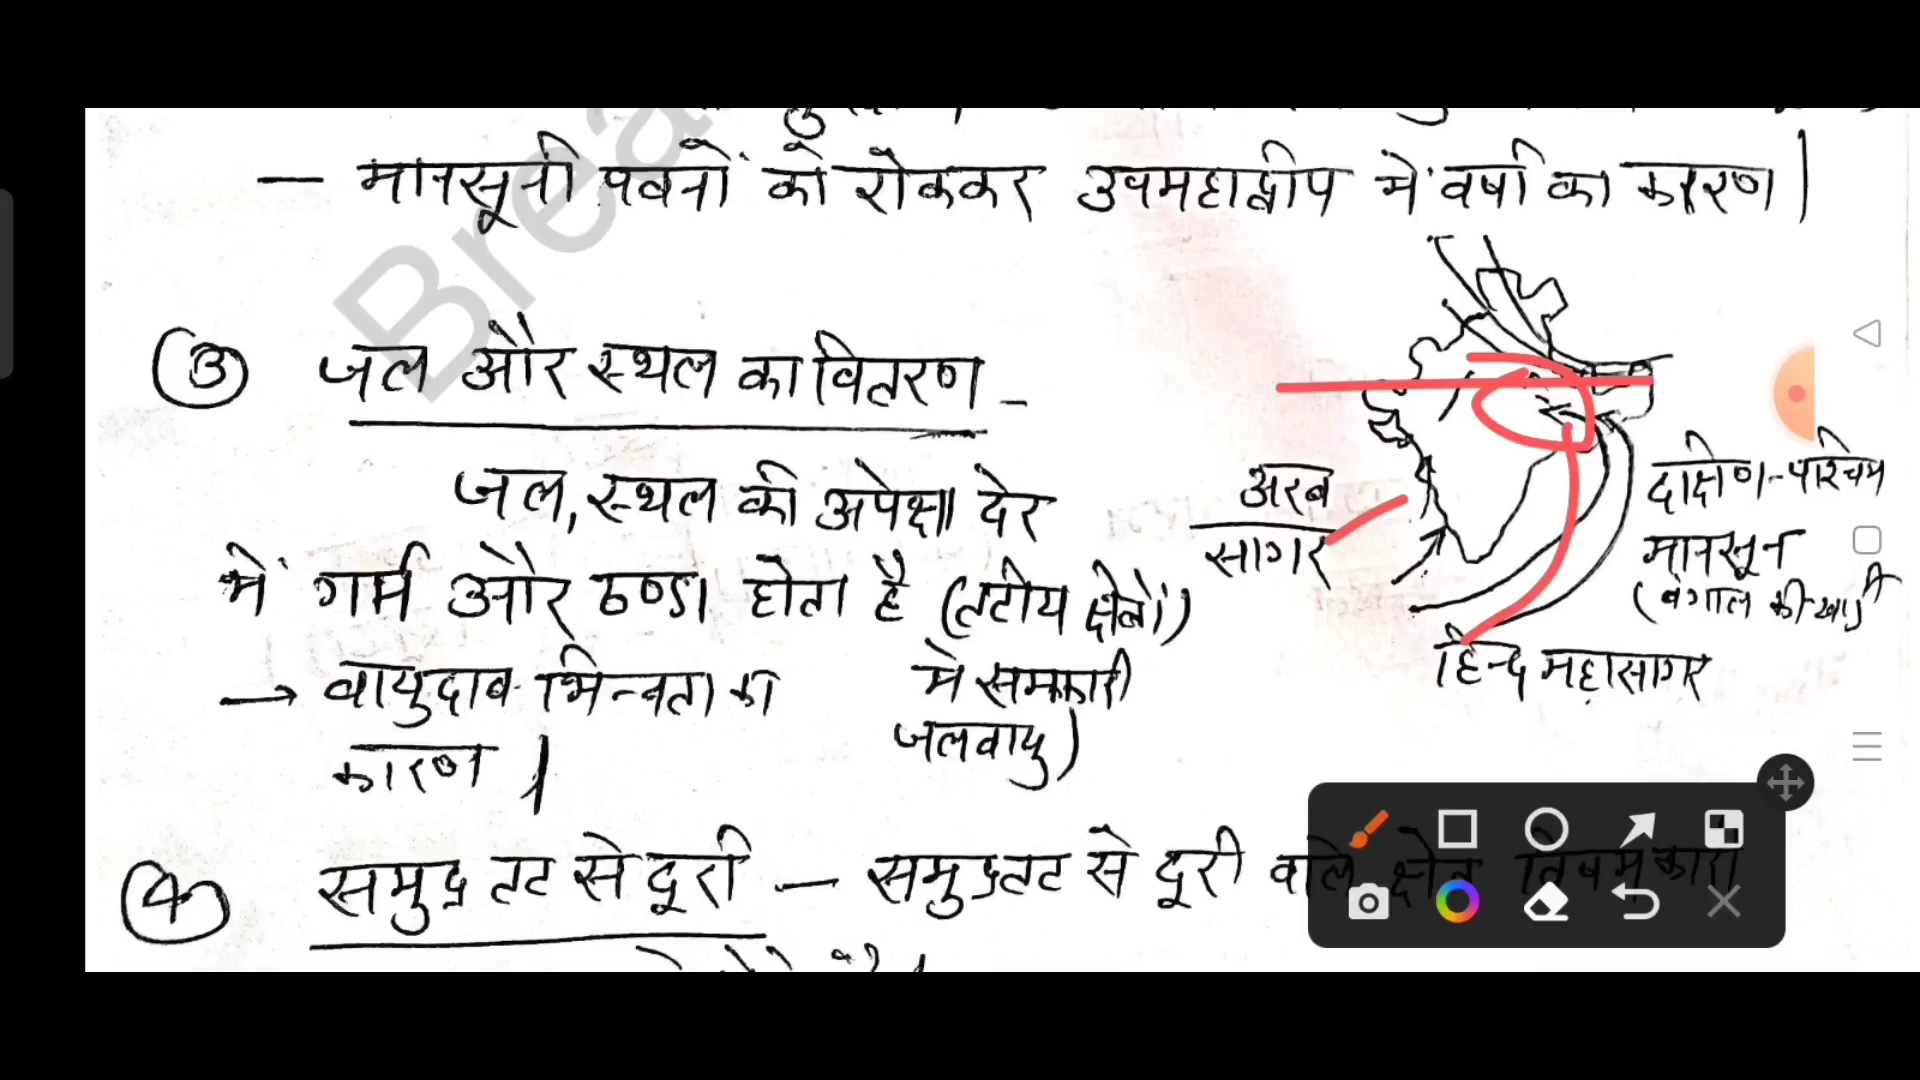 — मानसूनी पवनों को रोककर उपमहाद्वीप में वर्षा का कारण |
Brea
③ जल और स्थल का वितरण -
जल, स्थल की अपेक्षा देर
में गर्म और ठण्डा होता है (तटीय क्षेत्रों)
में समकारी
जलवायु)
→ वायुदाब भिन्नता का
कारण |
अरब
सागर
दक्षिण-पश्चिम
मानसून
(बंगाल की खाड़ी
हिन्द महासागर
④ समुद्र तट से दूरी — समुद्रतट से दूरी वाले क्षेत्र विषमकारी